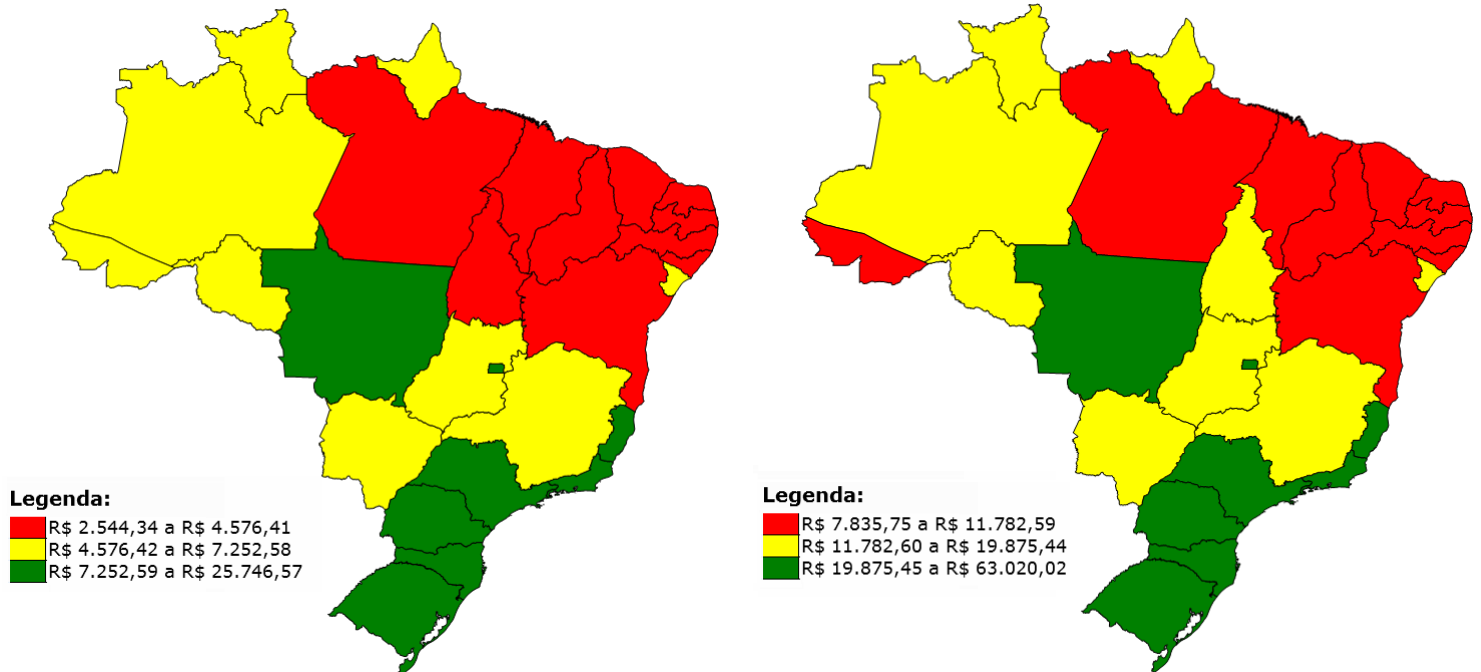 Legenda:
R$ 2.544,34 a R$ 4.576,41
R$ 4.576,42 a R$ 7.252,58
R$ 7.252,59 a R$ 25.746,57
Legenda:
R$ 7.835,75 a R$ 11.782,59
R$ 11.782,60 a R$ 19.875,44
R$ 19.875,45 a R$ 63.020,02